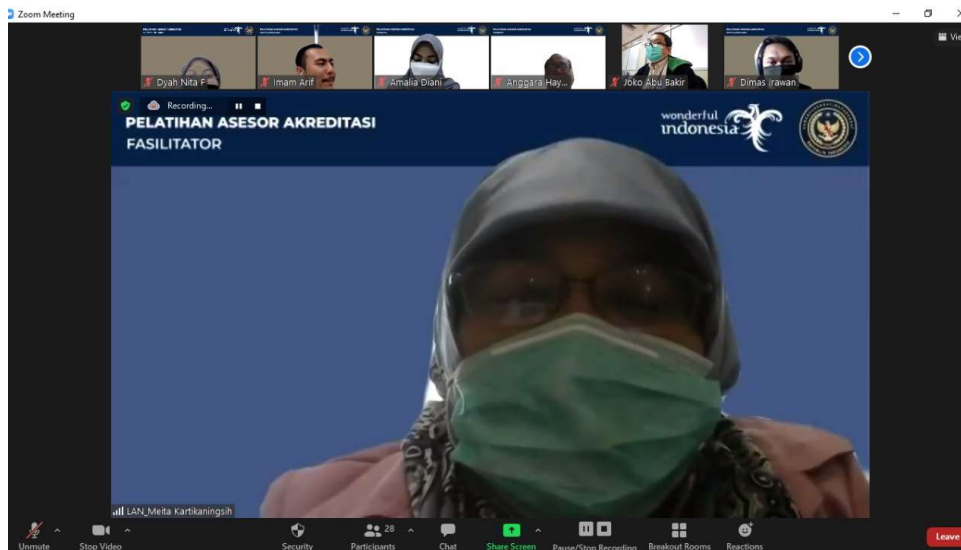 Zoom Meeting
View
Dyah Nita F
Imam Arif
Amalia Diani
Anggara Hay...
Joko Abu Bakir
Dimas Irawan
Recording...
PELATIHAN ASESOR AKREDITASI
FASILITATOR
wonderful
indonesia
LAN_Meita Kartikaningsih
28
Unmute
Stop Video
Security
Participants
Chat
Share Screen
Pause/Stop Recording
Breakout Rooms
Reactions
Leave